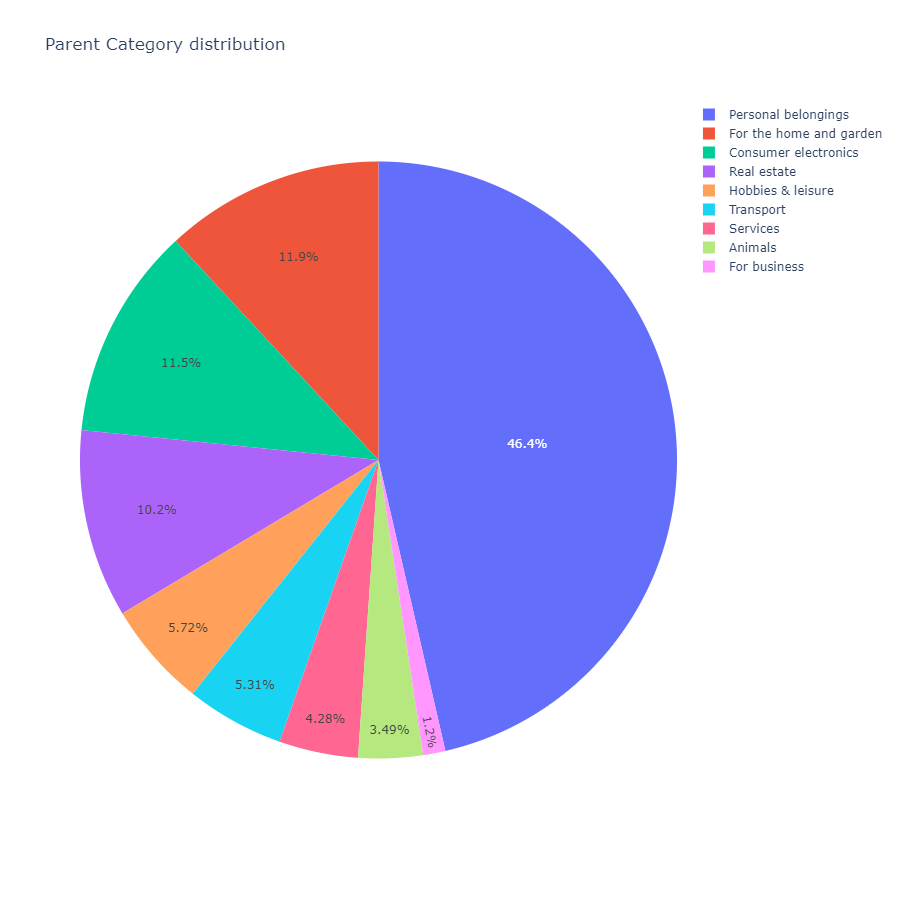 Parent Category distribution
Personal belongings
For the home and garden
Consumer electronics
Real estate
Hobbies & leisure
Transport
Services
Animals
For business
11.9%
11.5%
46.4%
10.2%
5.72%
5.31%
4.28%
3.49%
1.2%